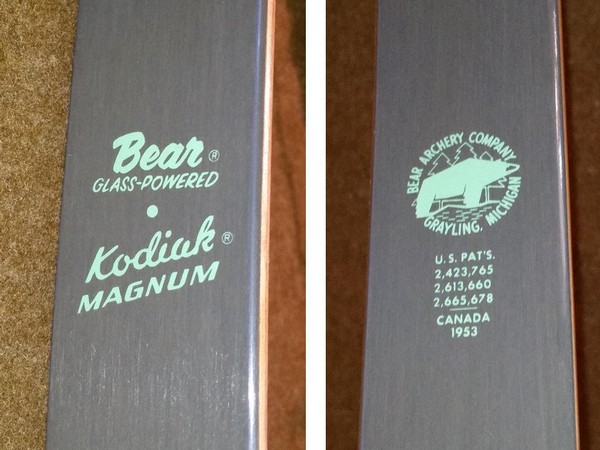 Bear®
GLASS-POWERED
•
Kodiak®
MAGNUM
BEAR ARCHERY COMPANY
GRAYLING, MICHIGAN
U.S. PAT'S.
2,423,765
2,613,660
2,665,678
CANADA
1953